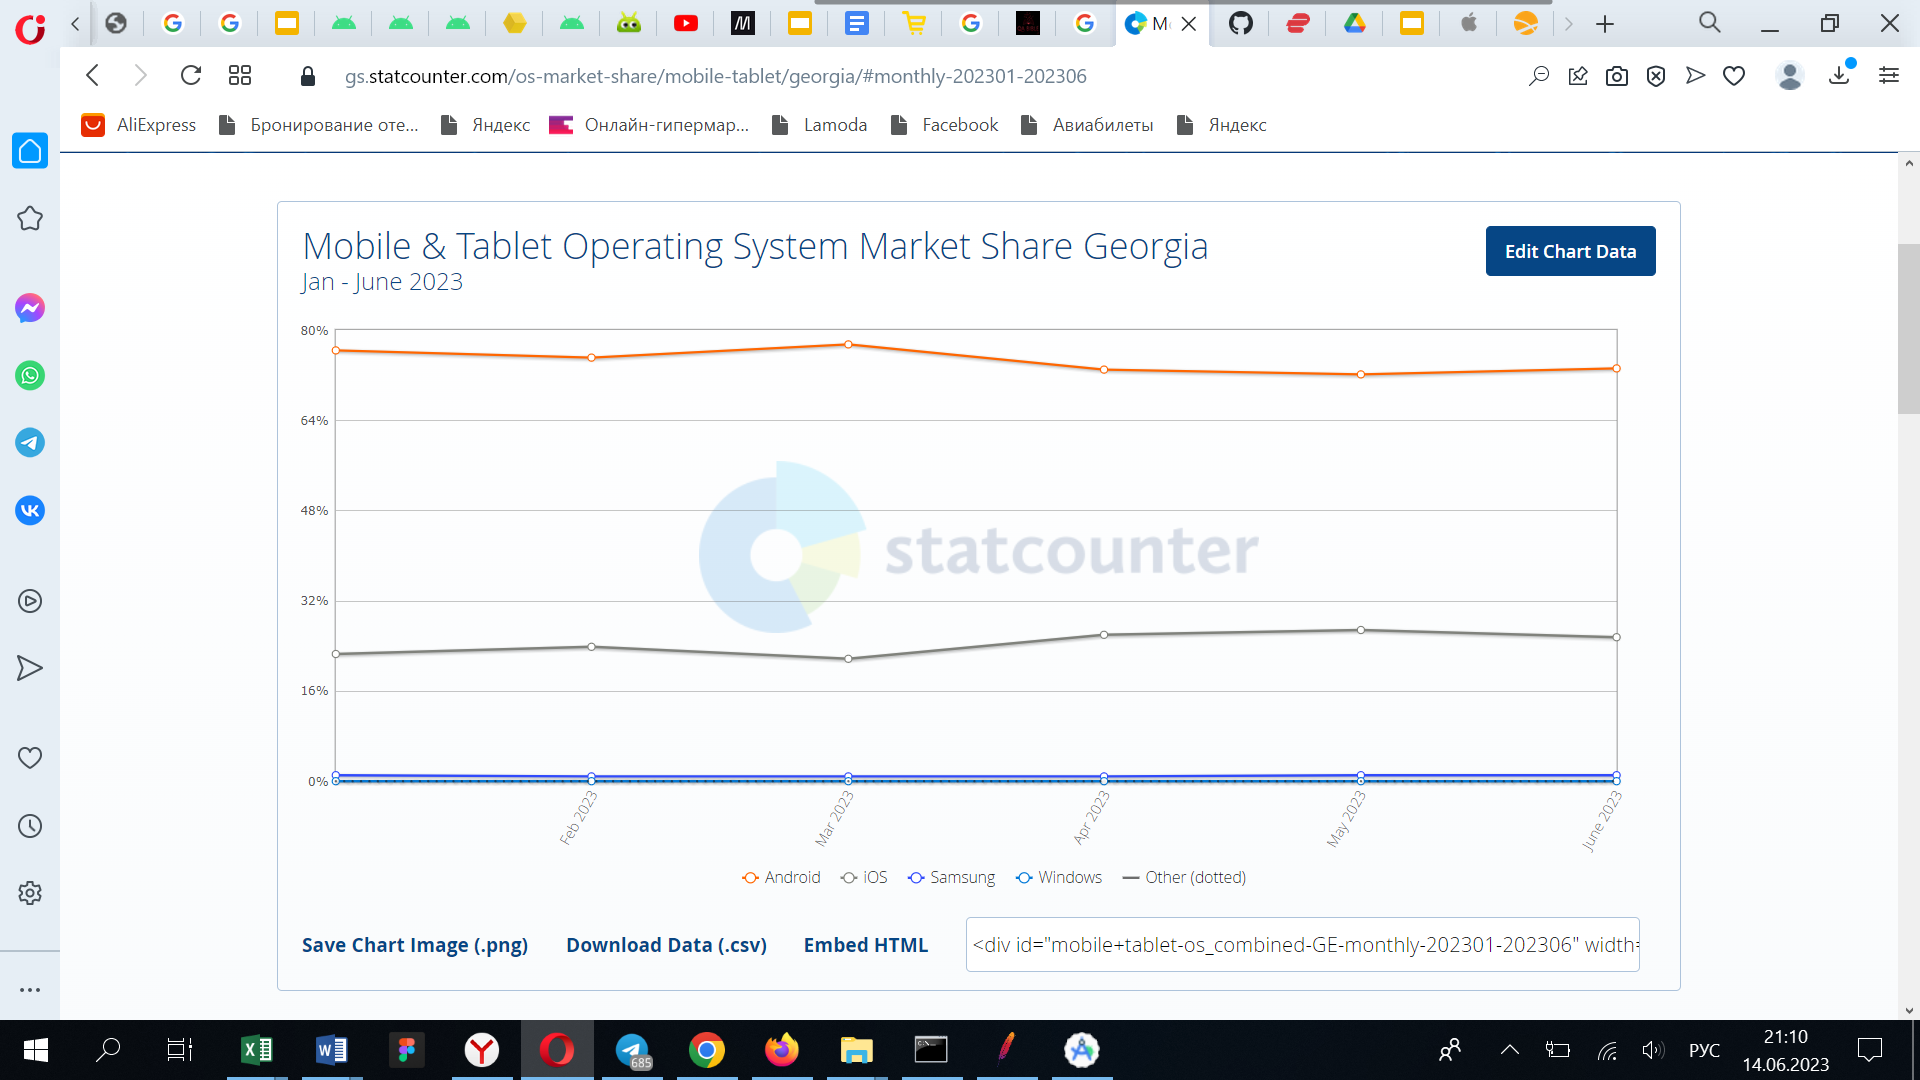 M
gs.statcounter.com/os-market-share/mobile-tablet/georgia/#monthly-202301-202306
AliExpress Бронирование оте... Яндекс Онлайн-гипермар... Lamoda Facebook Авиабилеты Яндекс
Mobile & Tablet Operating System Market Share Georgia
Jan - June 2023
Edit Chart Data
80%
64%
48%
statcounter
32%
16%
0%
Feb 2023 Mar 2023 Apr 2023 May 2023 June 2023
Android iOS Samsung Windows Other (dotted)
Save Chart Image (.png) Download Data (.csv) Embed HTML <div id="mobile+tablet-os_combined-GE-monthly-202301-202306" width=
685
РУС
21:10
14.06.2023